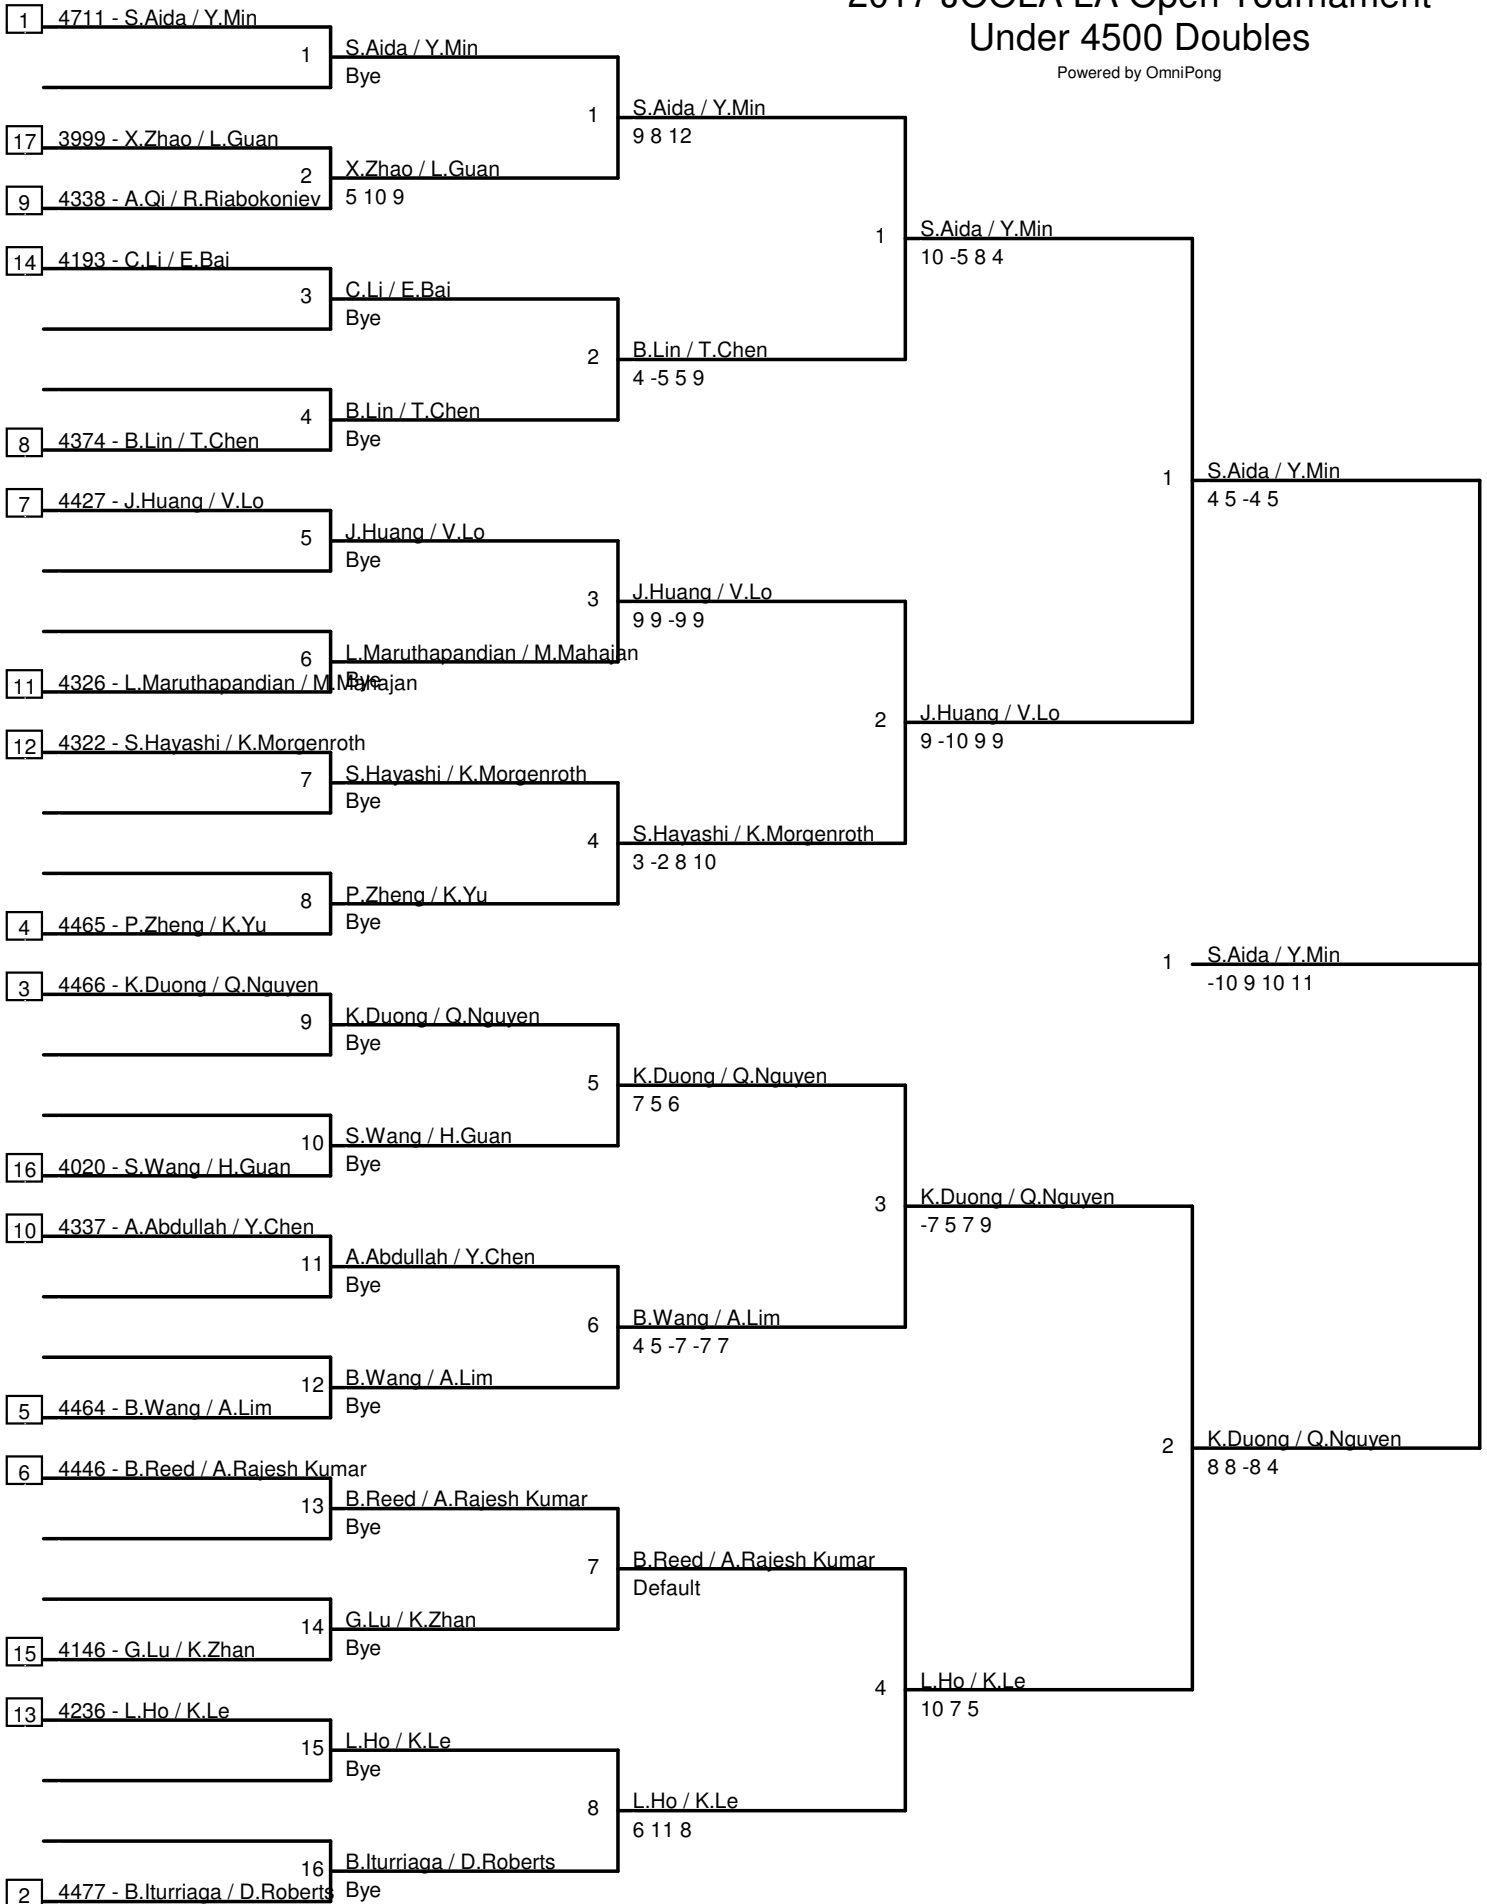 2017 JOOLA LA Open Tournament
Under 4500 Doubles
Powered by OmniPong
1 4711 - S.Aida / Y.Min
1 S.Aida / Y.Min
Bye
1 S.Aida / Y.Min
9 8 12
17 3999 - X.Zhao / L.Guan
2 X.Zhao / L.Guan
5 10 9
9 4338 - A.Qi / R.Riabokoniev
1 S.Aida / Y.Min
10 -5 8 4
14 4193 - C.Li / E.Bai
3 C.Li / E.Bai
Bye
2 B.Lin / T.Chen
4 -5 5 9
4 B.Lin / T.Chen
Bye
8 4374 - B.Lin / T.Chen
1 S.Aida / Y.Min
4 5 -4 5
7 4427 - J.Huang / V.Lo
5 J.Huang / V.Lo
Bye
3 J.Huang / V.Lo
9 9 -9 9
6 L.Maruthapandian / M.Mahajan
Bye
11 4326 - L.Maruthapandian / M.Mahajan
2 J.Huang / V.Lo
9 -10 9 9
12 4322 - S.Hayashi / K.Morgenroth
7 S.Hayashi / K.Morgenroth
Bye
4 S.Hayashi / K.Morgenroth
3 -2 8 10
8 P.Zheng / K.Yu
Bye
4 4465 - P.Zheng / K.Yu
1 S.Aida / Y.Min
-10 9 10 11
3 4466 - K.Duong / Q.Nguyen
9 K.Duong / Q.Nguyen
Bye
5 K.Duong / Q.Nguyen
7 5 6
10 S.Wang / H.Guan
Bye
16 4020 - S.Wang / H.Guan
3 K.Duong / Q.Nguyen
-7 5 7 9
10 4337 - A.Abdullah / Y.Chen
11 A.Abdullah / Y.Chen
Bye
6 B.Wang / A.Lim
4 5 -7 -7 7
12 B.Wang / A.Lim
Bye
5 4464 - B.Wang / A.Lim
2 K.Duong / Q.Nguyen
8 8 -8 4
6 4446 - B.Reed / A.Rajesh Kumar
13 B.Reed / A.Rajesh Kumar
Bye
7 B.Reed / A.Rajesh Kumar
Default
14 G.Lu / K.Zhan
Bye
15 4146 - G.Lu / K.Zhan
4 L.Ho / K.Le
10 7 5
13 4236 - L.Ho / K.Le
15 L.Ho / K.Le
Bye
8 L.Ho / K.Le
6 11 8
16 B.Iturriaga / D.Roberts
Bye
2 4477 - B.Iturriaga / D.Roberts